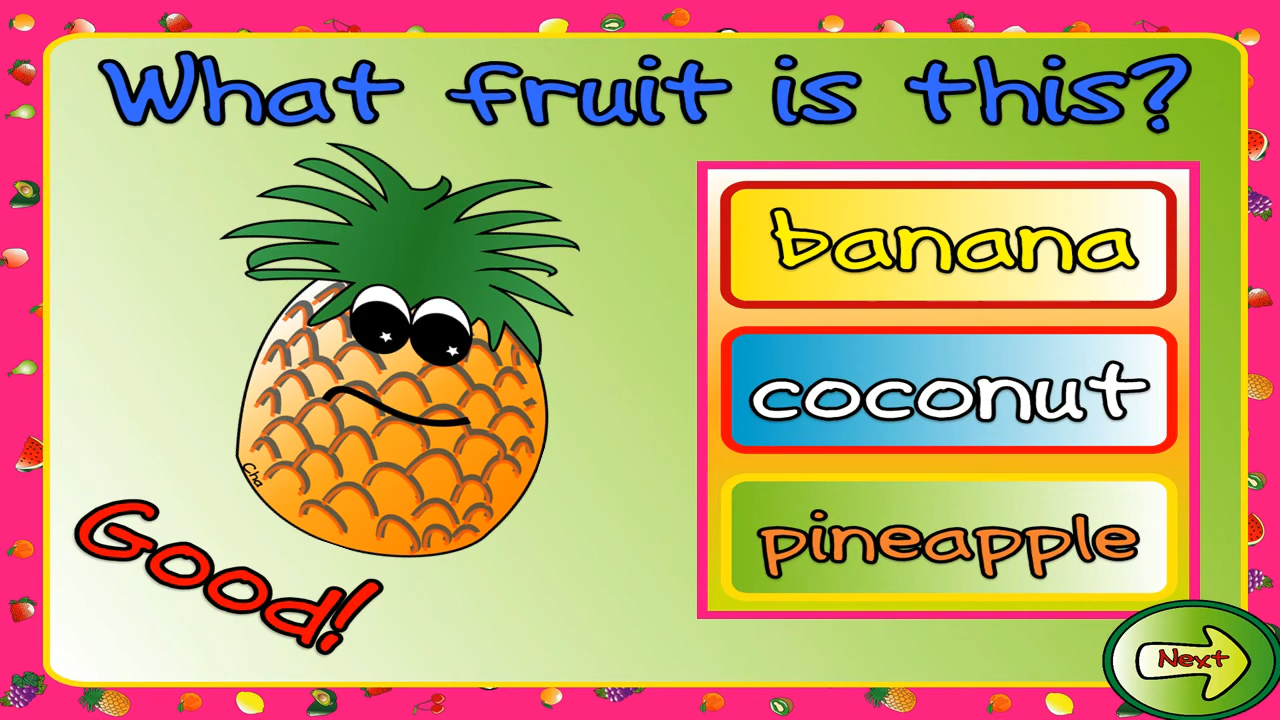 What fruit is this?
banana
coconut
pineapple
Cha
Good!
Next